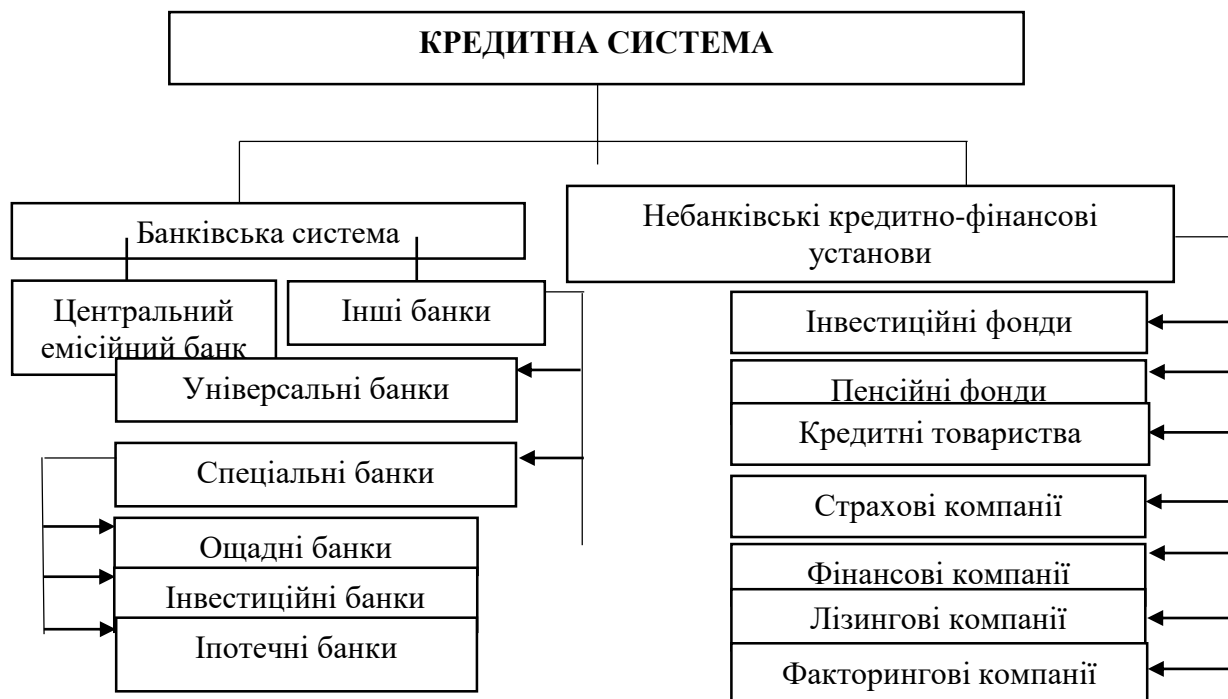 КРЕДИТНА СИСТЕМА
Банківська система
Центральний
емісійний банк
Інші банки
Універсальні банки
Спеціальні банки
Ощадні банки
Інвестиційні банки
Іпотечні банки
Небанківські кредитно-фінансові
установи
Інвестиційні фонди
Пенсійні фонди
Кредитні товариства
Страхові компанії
Фінансові компанії
Лізингові компанії
Факторингові компанії